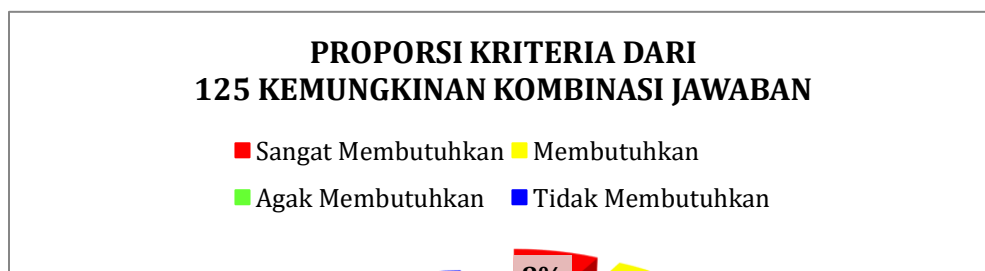 PROPORSI KRITERIA DARI
125 KEMUNGKINAN KOMBINASI JAWABAN
Sangat Membutuhkan Membutuhkan
Agak Membutuhkan Tidak Membutuhkan